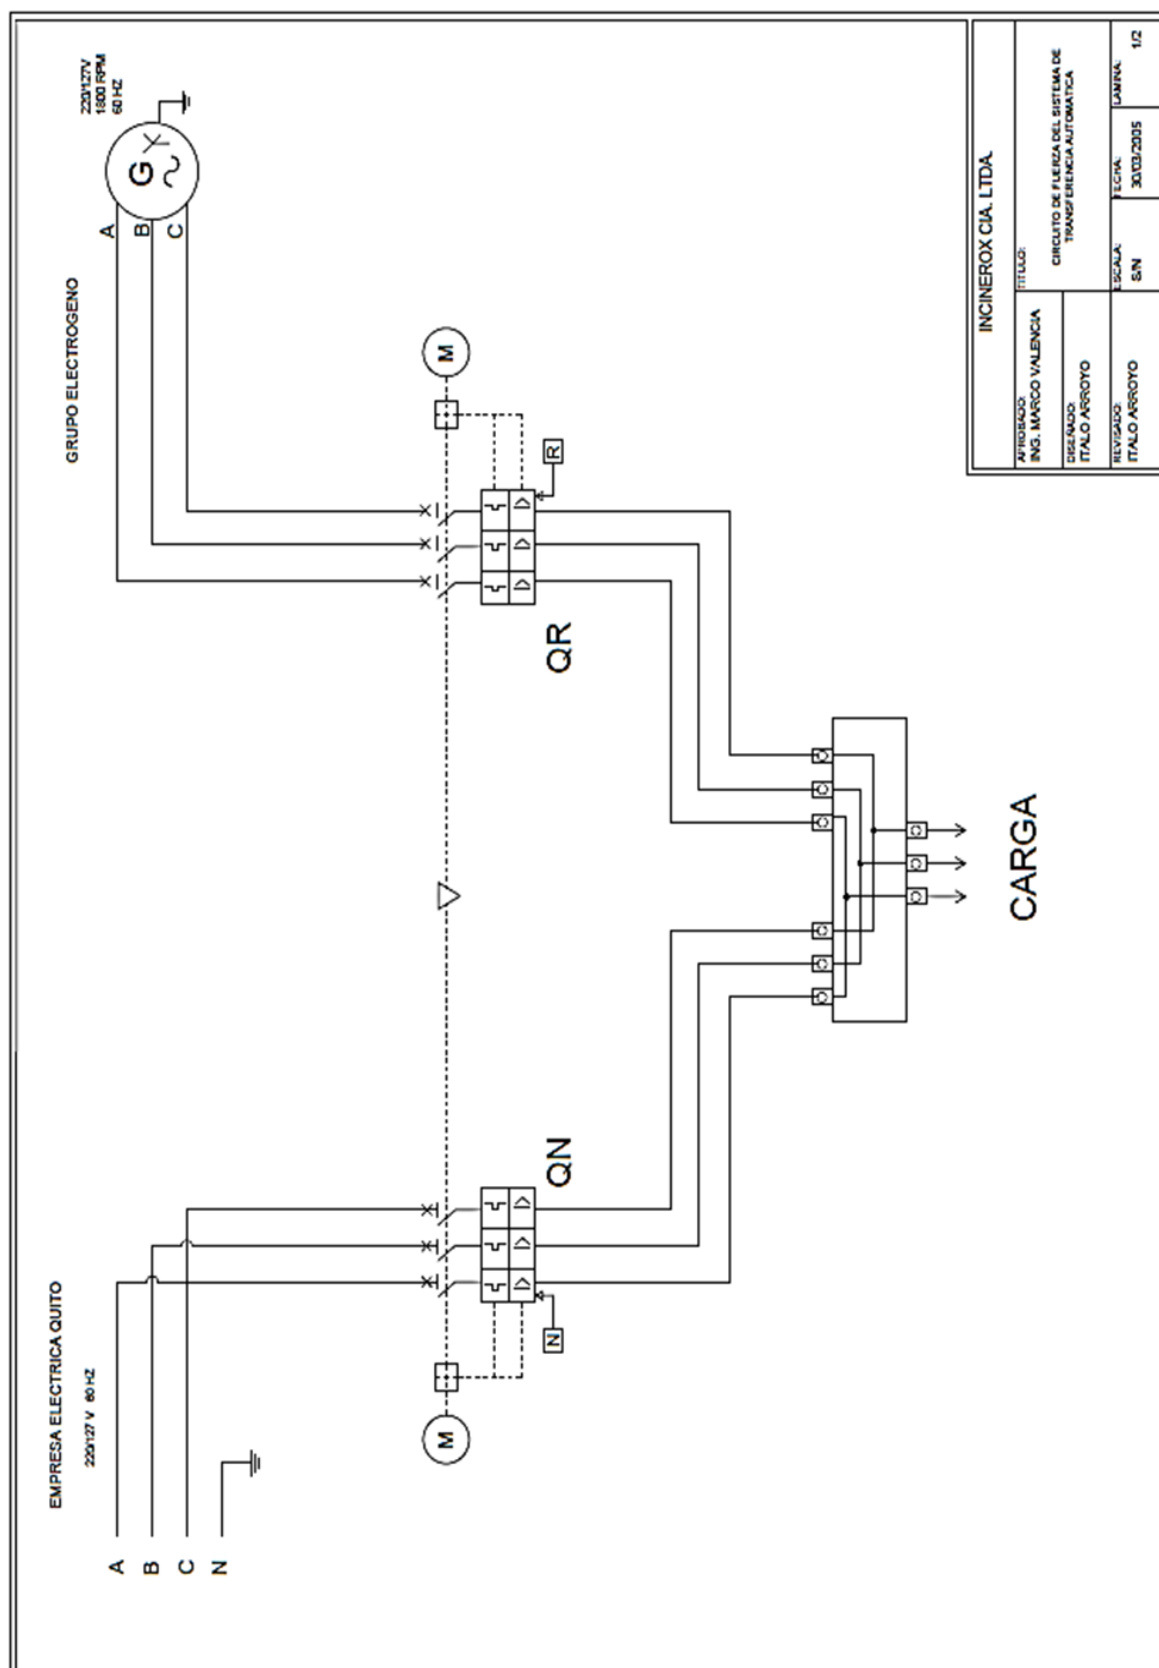 EMPRESA ELECTRICA QUITO
220/127 V 60 HZ
A
B
C
N
GRUPO ELECTROGENO
220/127V
1800 RPM
60 HZ
G
A
B
C
M
M
N
QN
R
QR
CARGA
INCINEROX CIA. LTDA.
APROBADO:
ING. MARCO VALENCIA
TITULO:
CIRCUITO DE FUERZA DEL SISTEMA DE
TRANSFERENCIA AUTOMATICA
DISEÑADO:
ITALO ARROYO
REVISADO:
ITALO ARROYO
ESCALA:
S/N
FECHA:
30/03/2005
LAMINA:
1/2